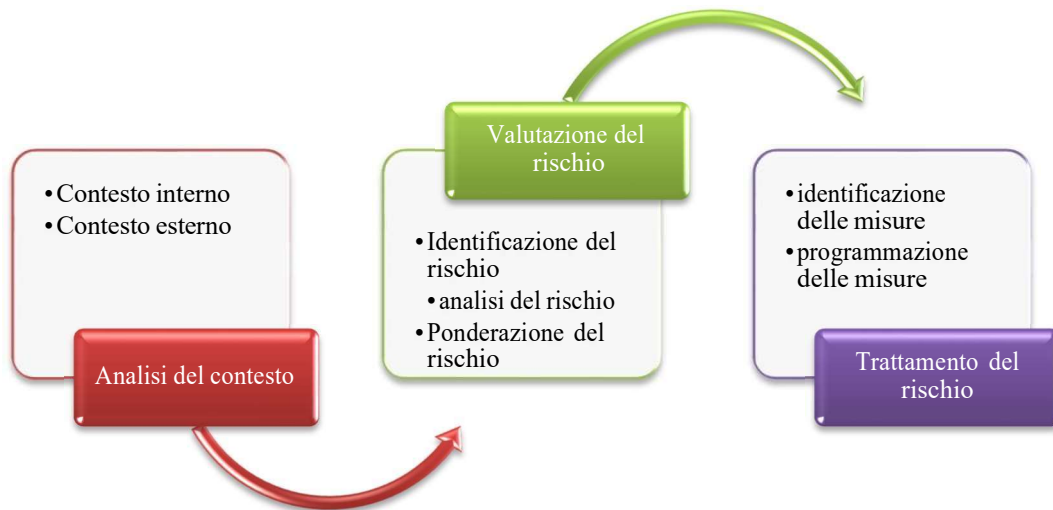 • Contesto interno
• Contesto esterno
Analisi del contesto
Valutazione del
rischio
• Identificazione del
rischio
• analisi del rischio
• Ponderazione del
rischio
• identificazione
delle misure
• programmazione
delle misure
Trattamento del
rischio